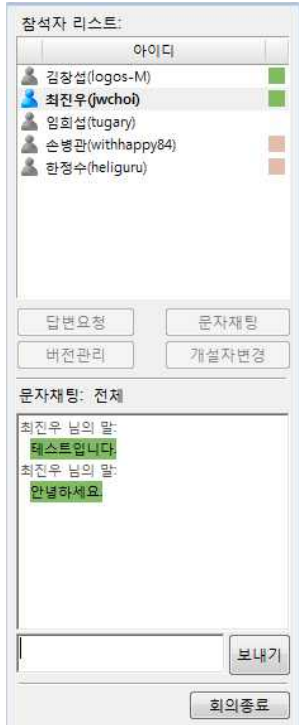 참석자 리스트:
아이디
김창섭(logos-M)
최진우(jwchoi)
임희섭(tugary)
손병관(withhappy84)
한정수(heliguru)
답변요청 문자채팅
버전관리 개설자변경
문자채팅: 전체
최진우 님의 말:
테스트입니다.
최진우 님의 말:
안녕하세요.
보내기
회의종료